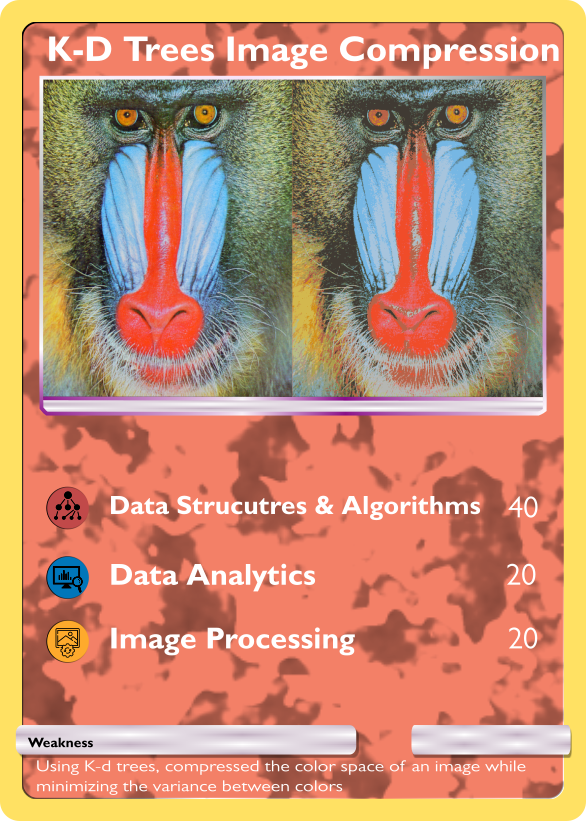 K-D Trees Image Compression
Data Strucutres & Algorithms 40
Data Analytics 20
Image Processing 20
Weakness
Using K-d trees, compressed the color space of an image while
minimizing the variance between colors